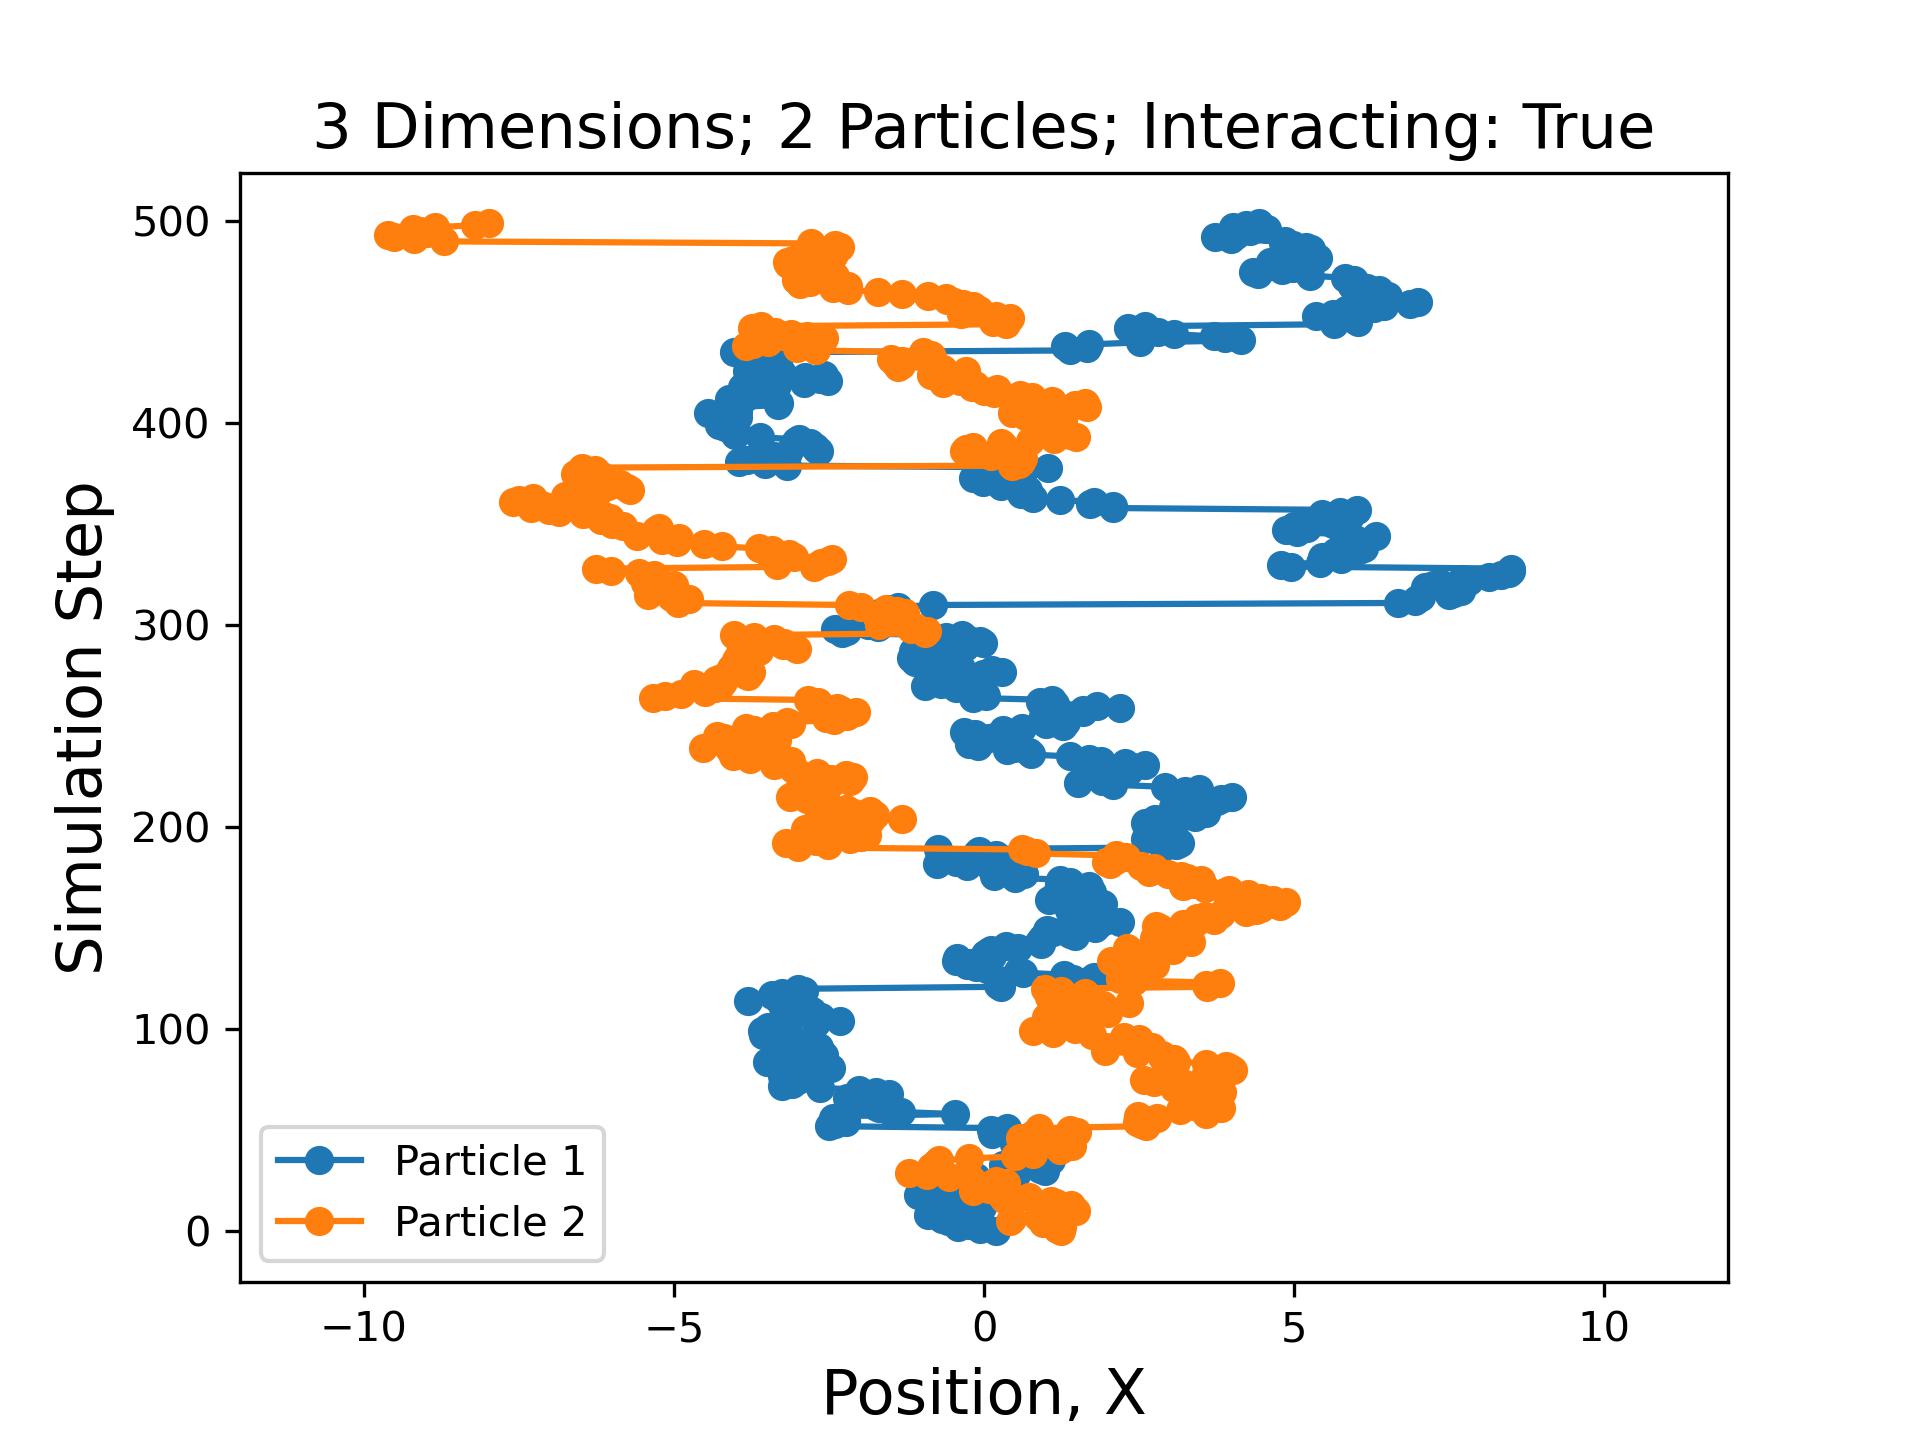 3 Dimensions; 2 Particles; Interacting: True
Simulation Step
500
400
300
200
100
0
Particle 1
Particle 2
−10
−5
0
5
10
Position, X